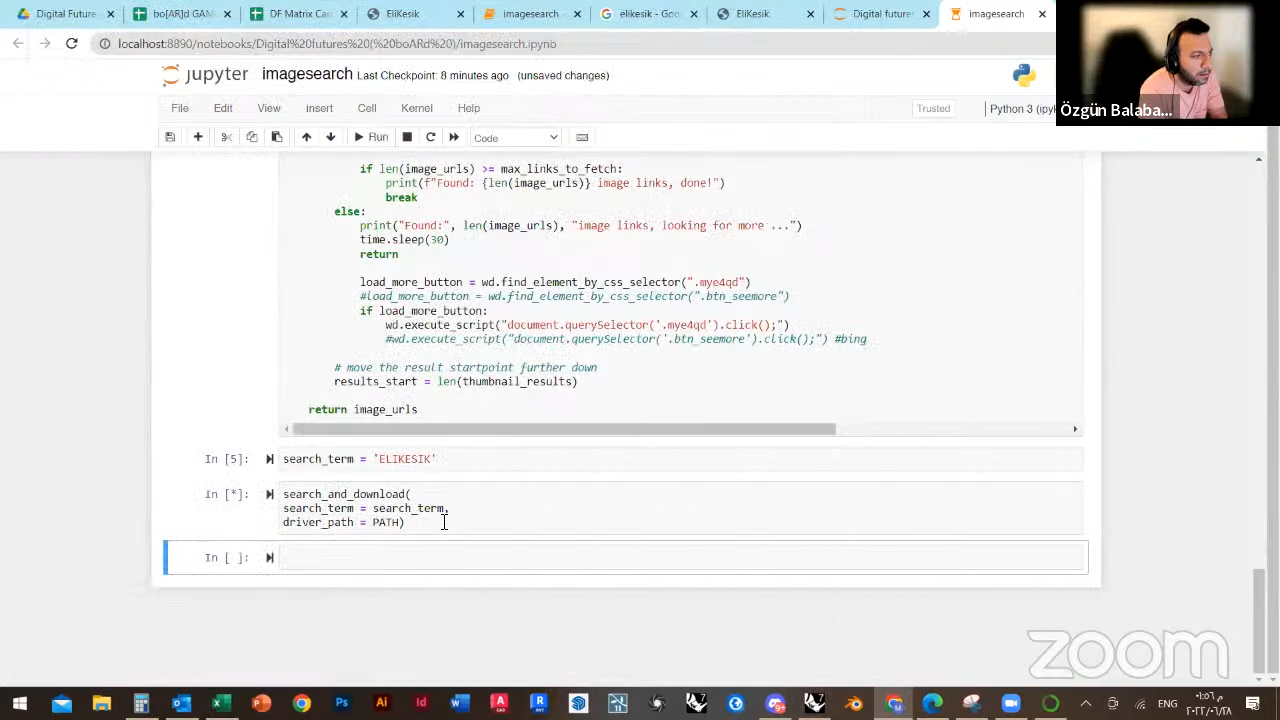 Digital Future
bo[AR]d GAM
DF Matrix Dat
EliKesik
imagesearch
elikesik - Goo
EliKesik
Digital future
imagesearch
localhost:8890/notebooks/Digital%20futures%20(%20boARd%20)/imagesearch.ipynb
jupyter imagesearch Last Checkpoint: 8 minutes ago (unsaved changes)
Özgün Balaba...
File Edit View Insert Cell Kernel Help Trusted Python 3 (ipyk
Run Code
if len(image_urls) >= max_links_to_fetch:
print(f"Found: {len(image_urls)} image links, done!")
break
else:
print("Found:", len(image_urls), "image links, looking for more ...")
time.sleep(30)
return
load_more_button = wd.find_element_by_css_selector(".mye4qd")
#load_more_button = wd.find_element_by_css_selector(".btn_seemore")
if load_more_button:
wd.execute_script("document.querySelector('.mye4qd').click();")
#wd.execute_script("document.querySelector('.btn_seemore').click();") #bing
# move the result startpoint further down
results_start = len(thumbnail_results)
return image_urls
In [5]: search_term = 'ELIKESIK'
In [*]: search_and_download(
search_term = search_term,
driver_path = PATH)
In [ ]:
zoom
ENG